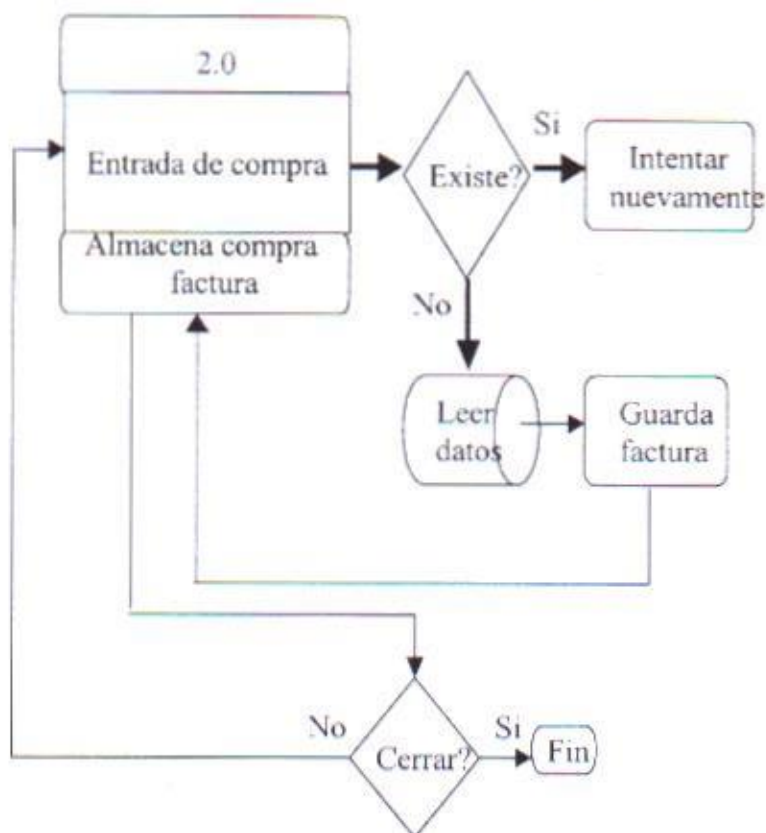 2.0
Entrada de compra
Almacena compra
factura
Existe?
Si
Intentar
nuevamente
No
Leer
datos
Guarda
factura
No
Cerrar?
Si
Fin